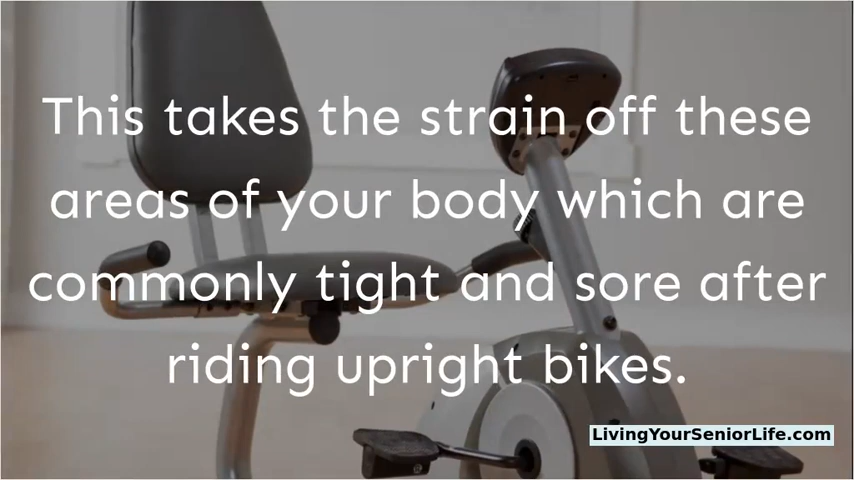 This takes the strain off these
areas of your body which are
commonly tight and sore after
riding upright bikes.
LivingYourSeniorLife.com